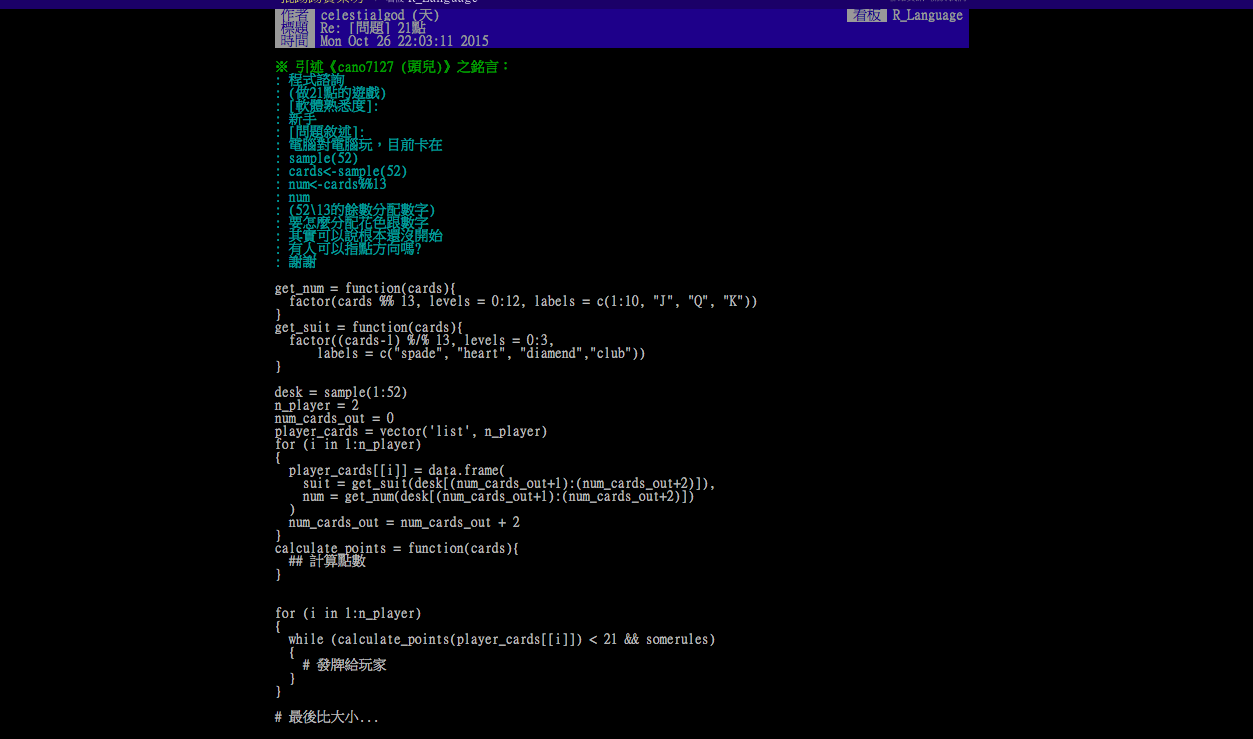 R_Language
作者 celestialgod (天) 看板 R_Language
標題 Re: [問題] 21點
時間 Mon Oct 26 22:03:11 2015
※ 引述《cano7127 (頭兒)》之銘言：
: 程式諮詢
: (做21點的遊戲)
: [軟體熟悉度]:
: 新手
: [問題敘述]:
: 電腦對電腦玩，目前卡在
: sample(52)
: cards<-sample(52)
: num<-cards%%13
: num
: (52\13的餘數分配數字)
: 要怎麼分配花色跟數字
: 其實可以說根本還沒開始
: 有人可以指點方向嗎?
: 謝謝
get_num = function(cards){
  factor(cards %% 13, levels = 0:12, labels = c(1:10, "J", "Q", "K"))
}
get_suit = function(cards){
  factor((cards-1) %/% 13, levels = 0:3,
      labels = c("spade", "heart", "diamend","club"))
}
desk = sample(1:52)
n_player = 2
num_cards_out = 0
player_cards = vector('list', n_player)
for (i in 1:n_player)
{
  player_cards[[i]] = data.frame(
    suit = get_suit(desk[(num_cards_out+1):(num_cards_out+2)]),
    num = get_num(desk[(num_cards_out+1):(num_cards_out+2)])
  )
  num_cards_out = num_cards_out + 2
}
calculate_points = function(cards){
  ## 計算點數
}
for (i in 1:n_player)
{
  while (calculate_points(player_cards[[i]]) < 21 && somerules)
  {
    # 發牌給玩家
  }
}
# 最後比大小...